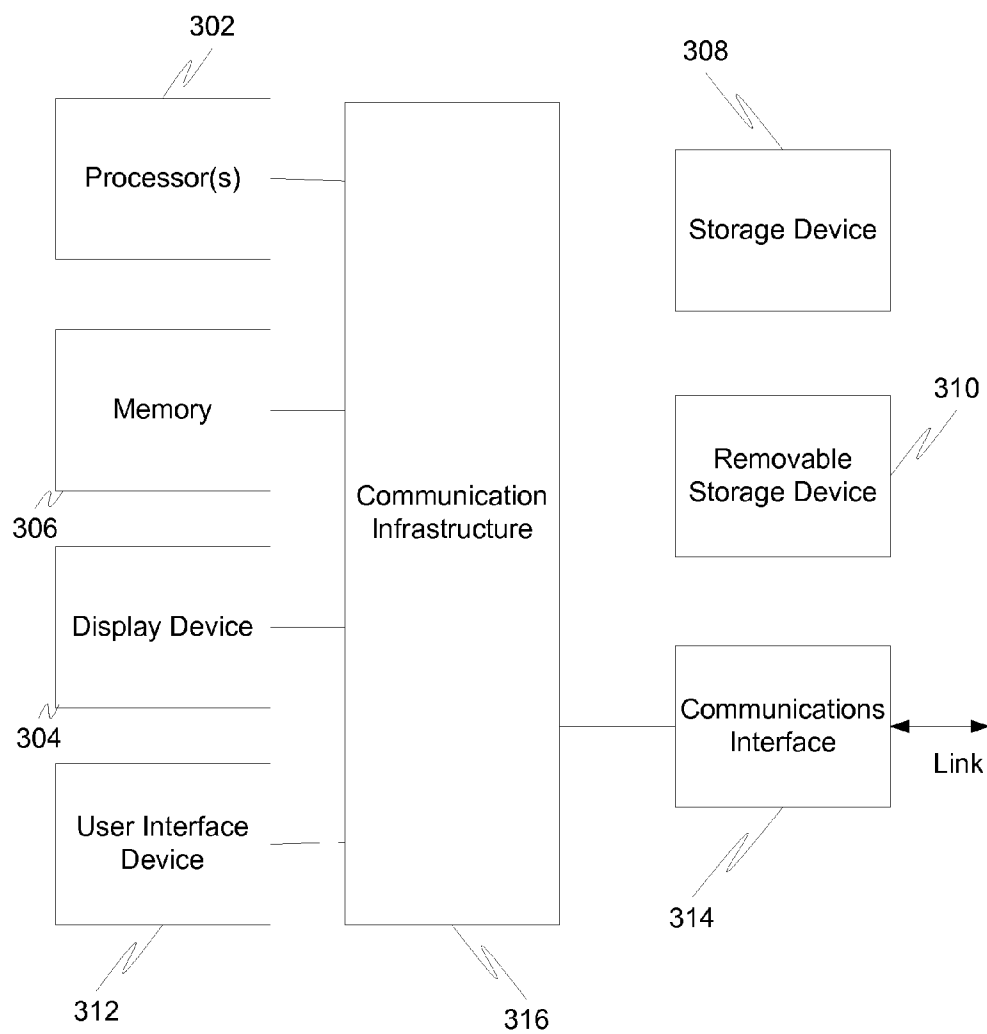 302
308
Processor(s)
Storage Device
Memory
310
Removable
Storage Device
306
Communication
Infrastructure
Display Device
304
Communications
Interface
Link
User Interface
Device
314
312
316